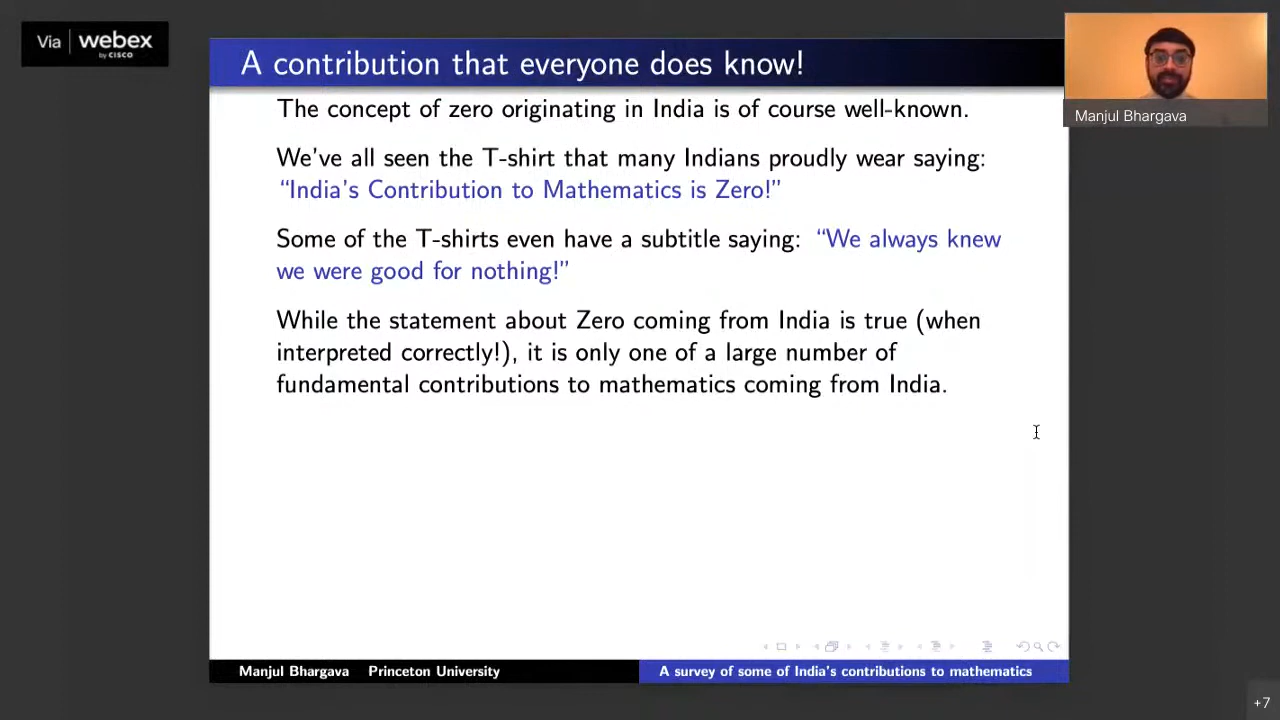 Via webex
by CISCO
A contribution that everyone does know!
Manjul Bhargava
The concept of zero originating in India is of course well-known.
We've all seen the T-shirt that many Indians proudly wear saying:
“India's Contribution to Mathematics is Zero!”
Some of the T-shirts even have a subtitle saying: “We always knew
we were good for nothing!”
While the statement about Zero coming from India is true (when
interpreted correctly!), it is only one of a large number of
fundamental contributions to mathematics coming from India.
Manjul Bhargava Princeton University
A survey of some of India's contributions to mathematics
+7